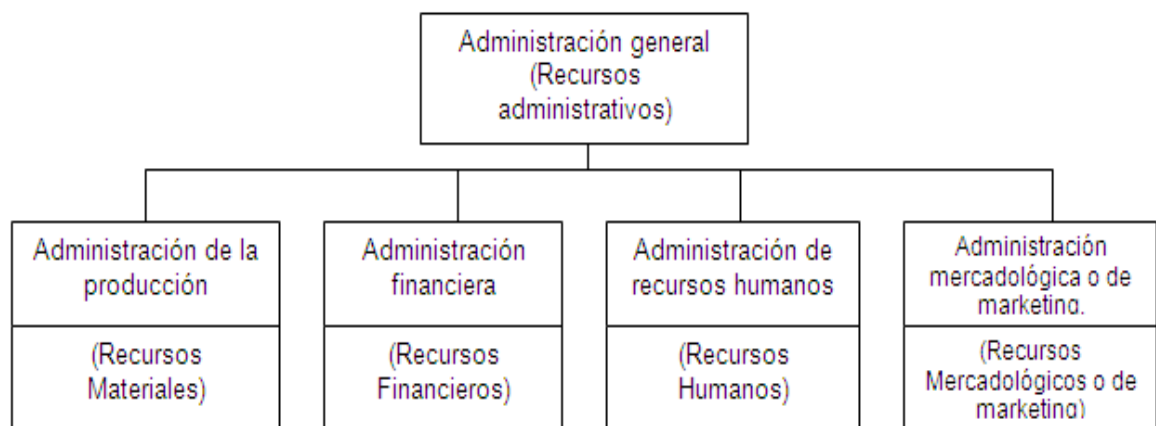 Administración general
(Recursos
administrativos)
Administración de la
producción
(Recursos
Materiales)
Administración
financiera
(Recursos
Financieros)
Administración de
recursos humanos
(Recursos
Humanos)
Administración
mercadológica o de
marketing.
(Recursos
Mercadológicos o de
marketing)